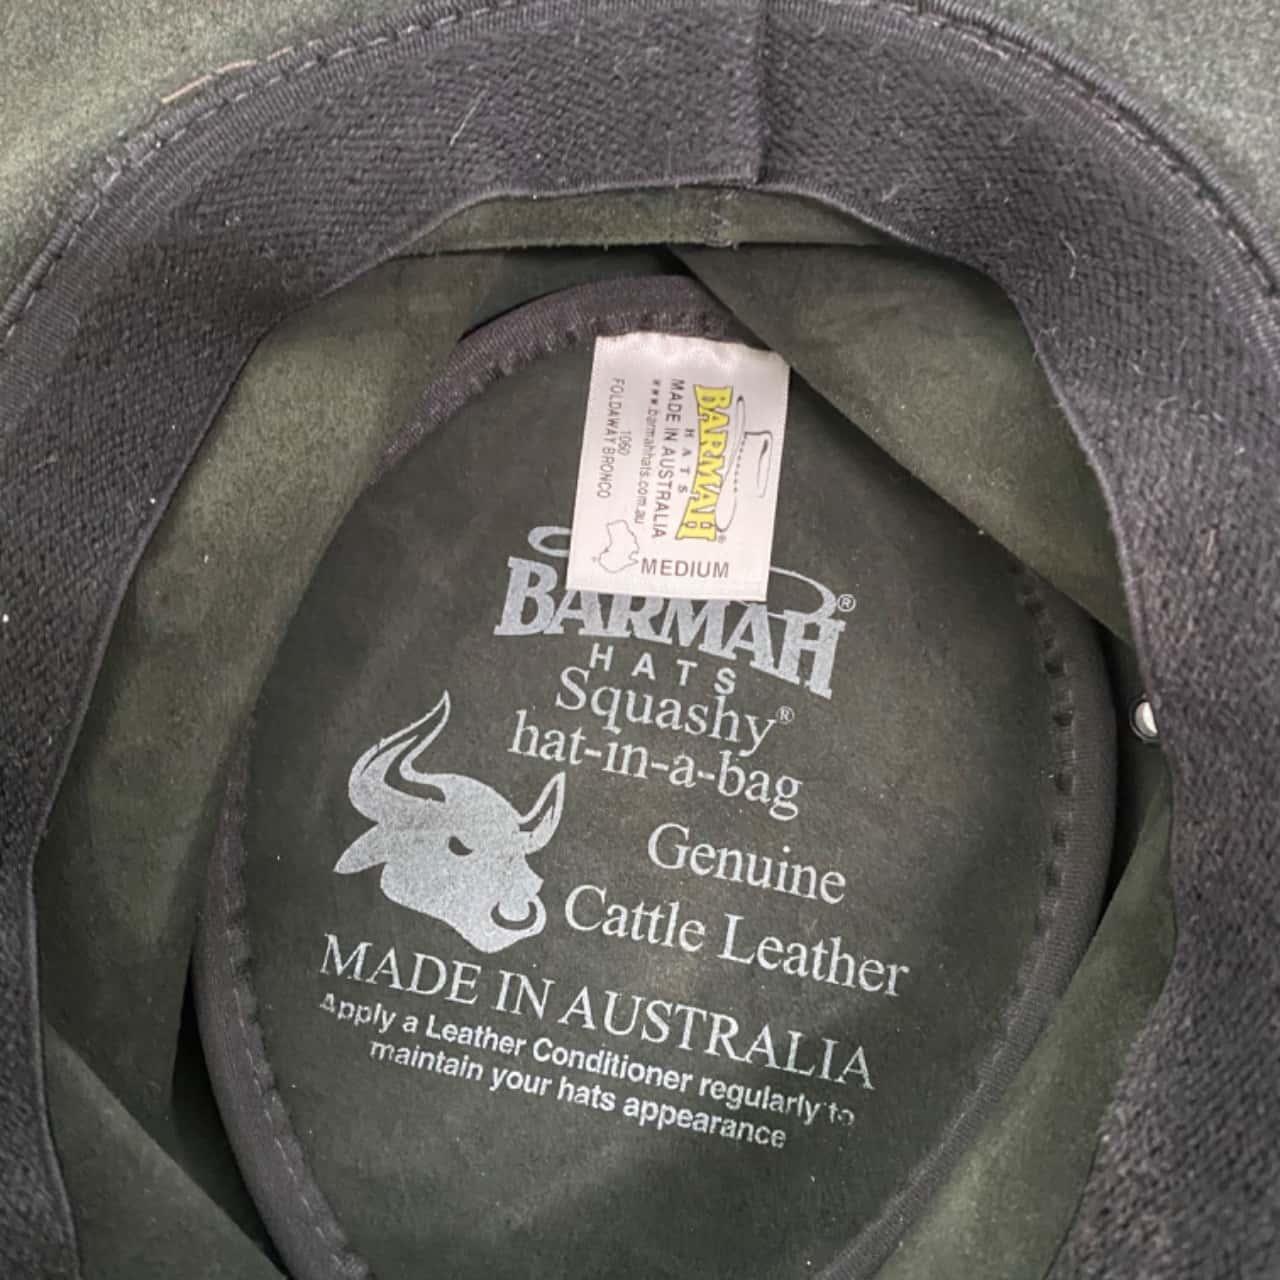 BARMAH®
HATS
MADE IN AUSTRALIA
www.barmahhats.com.au
1060
FOLDAWAY BRONCO
MEDIUM
BARMAH®
HATS
Squashy®
hat-in-a-bag
Genuine
Cattle Leather
MADE IN AUSTRALIA
Apply a Leather Conditioner regularly to
maintain your hats appearance